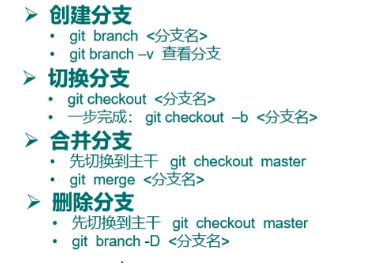 ➢ 创建分支
• git branch <分支名>
• git branch –v 查看分支
➢ 切换分支
• git checkout <分支名>
• 一步完成： git checkout –b <分支名>
➢ 合并分支
• 先切换到主干 git checkout master
• git merge <分支名>
➢ 删除分支
• 先切换到主干 git checkout master
• git branch -D <分支名>